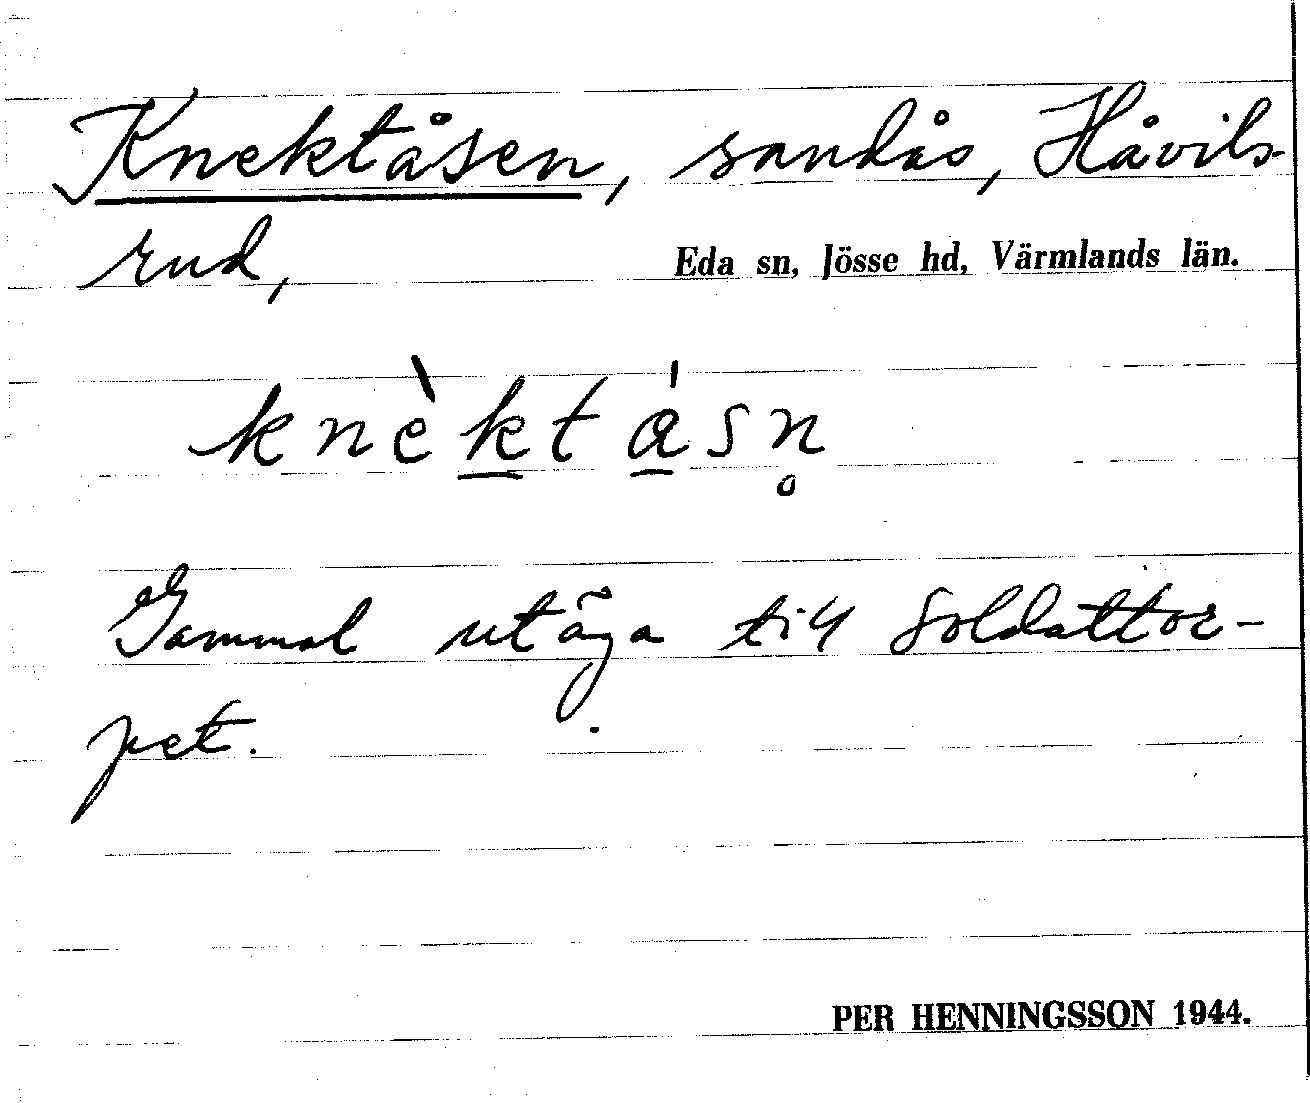 Knektåsen, sandås, Håvils-
rud,
Eda sn, Jösse hd, Värmlands län.
knèktásn̥
Gammal utäga till soldattor-
pet.
PER HENNINGSSON 1944.